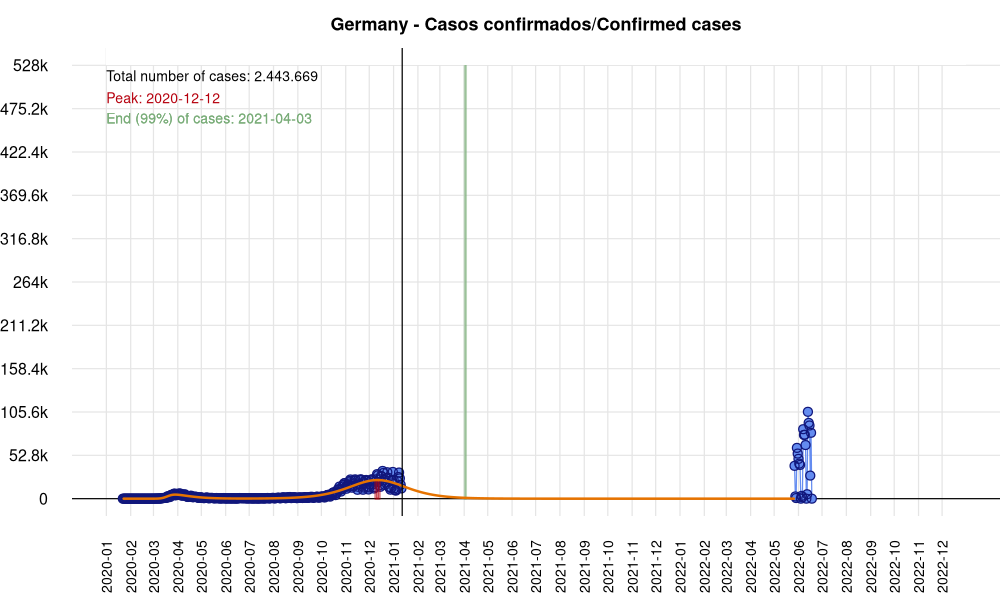 Germany - Casos confirmados/Confirmed cases
Total number of cases: 2.443.669
Peak: 2020-12-12
End (99%) of cases: 2021-04-03
528k
475.2k
422.4k
369.6k
316.8k
264k
211.2k
158.4k
105.6k
52.8k
0
2020-01
2020-02
2020-03
2020-04
2020-05
2020-06
2020-07
2020-08
2020-09
2020-10
2020-11
2020-12
2021-01
2021-03
2021-04
2021-05
2021-06
2021-07
2021-08
2021-09
2021-10
2021-11
2021-12
2022-01
2022-02
2022-04
2022-05
2022-06
2022-07
2022-08
2022-09
2022-10
2022-11
2022-12